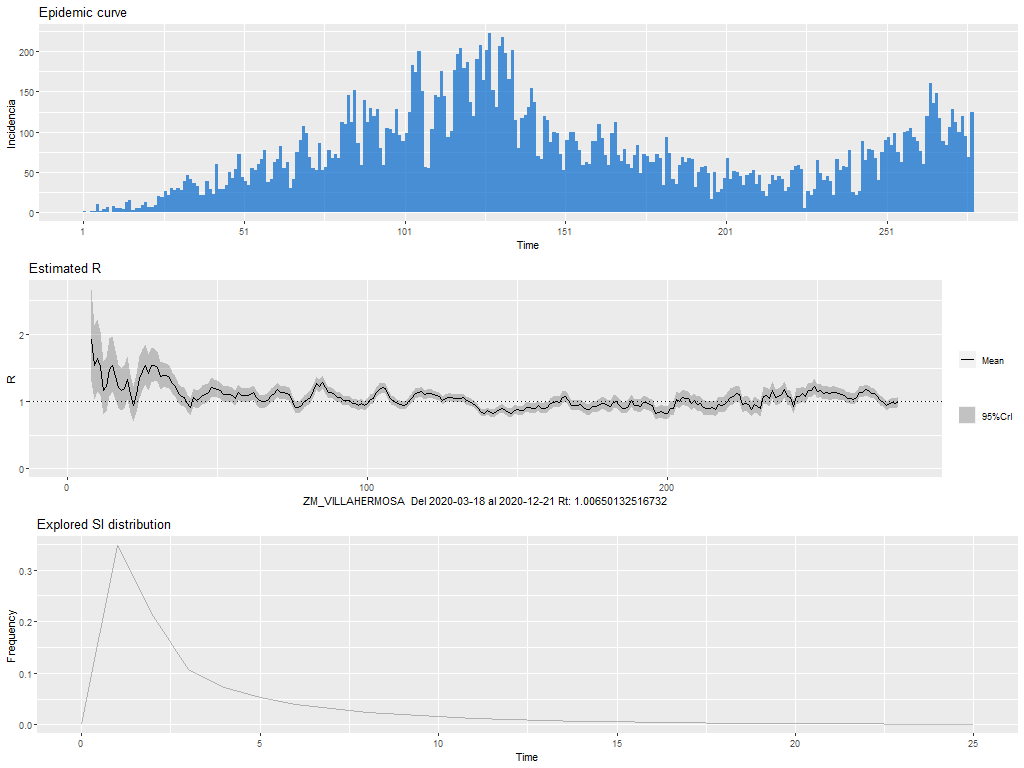 Epidemic curve
200
150
100
50
0
Incidencia
1
51
101
151
201
251
Time
Estimated R
2
1
0
R
0
100
200
ZM_VILLAHERMOSA Del 2020-03-18 al 2020-12-21 Rt: 1.00650132516732
Mean
95%CrI
Explored SI distribution
0.3
0.2
0.1
0.0
Frequency
0
5
10
15
20
25
Time